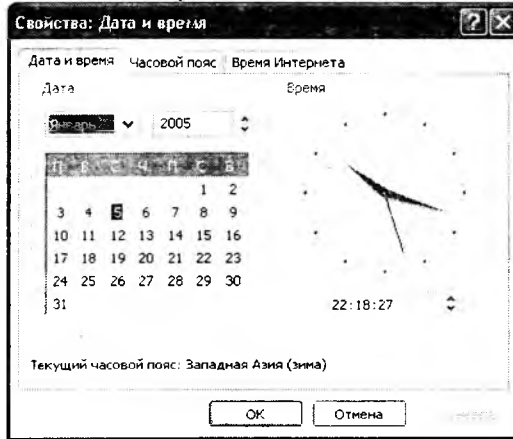 Свойства: Дата и время
Дата и время Часовой пояс Время Интернета
Дата Время
Январь 2005
П В С Ч П С В
1 2
3 4 5 6 7 8 9
10 11 12 13 14 15 16
17 18 19 20 21 22 23
24 25 26 27 28 29 30
31
22:18:27
Текущий часовой пояс: Западная Азия (зима)
ОК Отмена